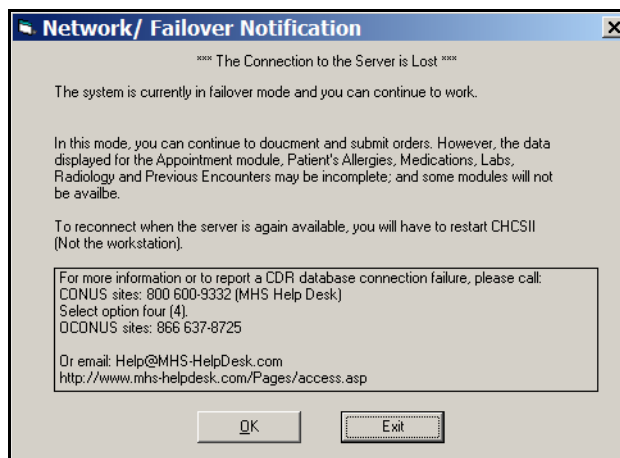 Network/ Failover Notification
*** The Connection to the Server is Lost ***
The system is currently in failover mode and you can continue to work.
In this mode, you can continue to doucment and submit orders. However, the data
displayed for the Appointment module, Patient's Allergies, Medications, Labs,
Radiology and Previous Encounters may be incomplete; and some modules will not
be availbe.
To reconnect when the server is again available, you will have to restart CHCSII
(Not the workstation).
For more information or to report a CDR database connection failure, please call:
CONUS sites: 800 600-9332 (MHS Help Desk)
Select option four (4).
OCONUS sites: 866 637-8725
Or email: Help@MHS-HelpDesk.com
http://www.mhs-helpdesk.com/Pages/access.asp
OK
Exit